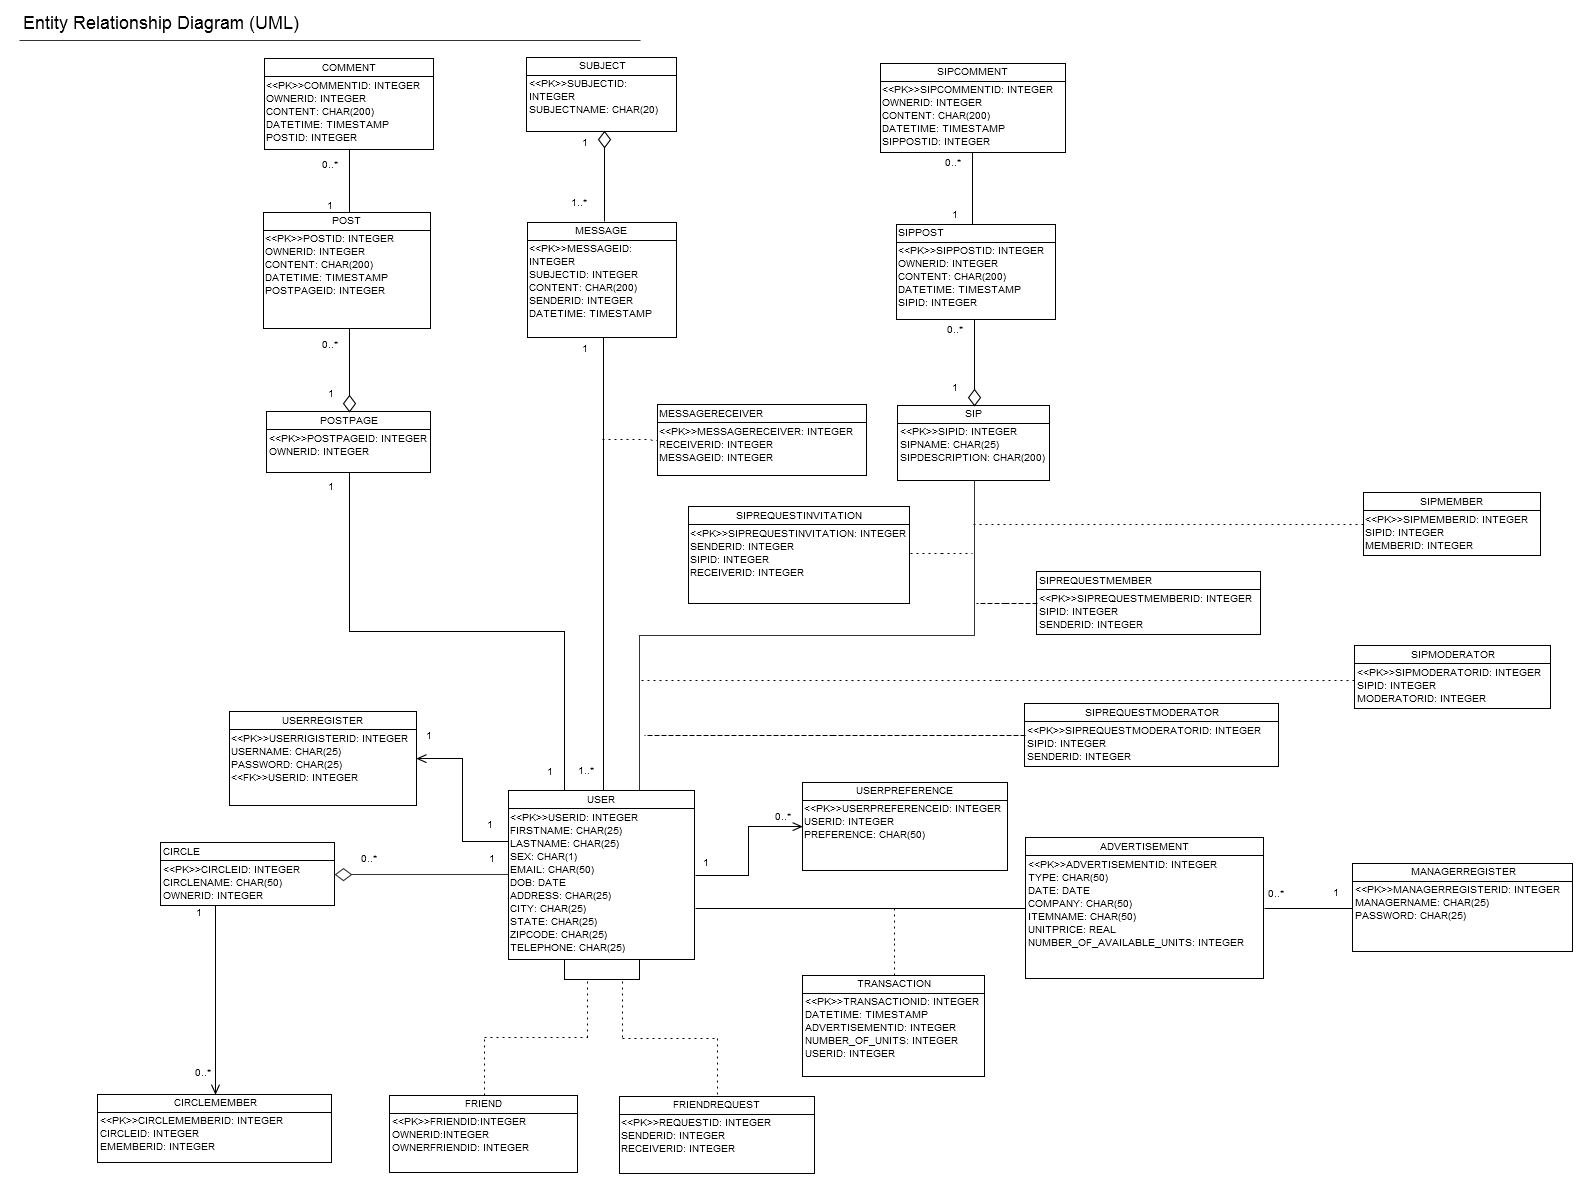 Entity Relationship Diagram (UML)
COMMENT
<<PK>>COMMENTID: INTEGER
OWNERID: INTEGER
CONTENT: CHAR(200)
DATETIME: TIMESTAMP
POSTID: INTEGER
0..*
1
POST
<<PK>>POSTID: INTEGER
OWNERID: INTEGER
CONTENT: CHAR(200)
DATETIME: TIMESTAMP
POSTPAGEID: INTEGER
0..*
1
POSTPAGE
<<PK>>POSTPAGEID: INTEGER
OWNERID: INTEGER
1
1
SUBJECT
<<PK>>SUBJECTID:
INTEGER
SUBJECTNAME: CHAR(20)
1
1..*
MESSAGE
<<PK>>MESSAGEID:
INTEGER
SUBJECTID: INTEGER
CONTENT: CHAR(200)
SENDERID: INTEGER
DATETIME: TIMESTAMP
1
1..*
MESSAGERECEIVER
<<PK>>MESSAGERECEIVER: INTEGER
RECEIVERID: INTEGER
MESSAGEID: INTEGER
SIPCOMMENT
<<PK>>SIPCOMMENTID: INTEGER
OWNERID: INTEGER
CONTENT: CHAR(200)
DATETIME: TIMESTAMP
SIPPOSTID: INTEGER
0..*
1
SIPPOST
<<PK>>SIPPOSTID: INTEGER
OWNERID: INTEGER
CONTENT: CHAR(200)
DATETIME: TIMESTAMP
SIPID: INTEGER
0..*
1
SIP
<<PK>>SIPID: INTEGER
SIPNAME: CHAR(25)
SIPDESCRIPTION: CHAR(200)
SIPREQUESTINVITATION
<<PK>>SIPREQUESTINVITATION: INTEGER
SENDERID: INTEGER
SIPID: INTEGER
RECEIVERID: INTEGER
SIPMEMBER
<<PK>>SIPMEMBERID: INTEGER
SIPID: INTEGER
MEMBERID: INTEGER
SIPREQUESTMEMBER
<<PK>>SIPREQUESTMEMBERID: INTEGER
SIPID: INTEGER
SENDERID: INTEGER
SIPMODERATOR
<<PK>>SIPMODERATORID: INTEGER
SIPID: INTEGER
MODERATORID: INTEGER
SIPREQUESTMODERATOR
<<PK>>SIPREQUESTMODERATORID: INTEGER
SIPID: INTEGER
SENDERID: INTEGER
USERREGISTER
<<PK>>USERRIGISTERID: INTEGER
USERNAME: CHAR(25)
PASSWORD: CHAR(25)
<<FK>>USERID: INTEGER
1
1
USER
<<PK>>USERID: INTEGER
FIRSTNAME: CHAR(25)
LASTNAME: CHAR(25)
SEX: CHAR(1)
EMAIL: CHAR(50)
DOB: DATE
ADDRESS: CHAR(25)
CITY: CHAR(25)
STATE: CHAR(25)
ZIPCODE: CHAR(25)
TELEPHONE: CHAR(25)
USERPREFERENCE
<<PK>>USERPREFERENCEID: INTEGER
USERID: INTEGER
PREFERENCE: CHAR(50)
0..*
1
CIRCLE
<<PK>>CIRCLEID: INTEGER
CIRCLENAME: CHAR(50)
OWNERID: INTEGER
0..*
1
1
0..*
ADVERTISEMENT
<<PK>>ADVERTISEMENTID: INTEGER
TYPE: CHAR(50)
DATE: DATE
COMPANY: CHAR(50)
ITEMNAME: CHAR(50)
UNITPRICE: REAL
NUMBER_OF_AVAILABLE_UNITS: INTEGER
0..*
1
MANAGERREGISTER
<<PK>>MANAGERREGISTERID: INTEGER
MANAGERNAME: CHAR(25)
PASSWORD: CHAR(25)
TRANSACTION
<<PK>>TRANSACTIONID: INTEGER
DATETIME: TIMESTAMP
ADVERTISEMENTID: INTEGER
NUMBER_OF_UNITS: INTEGER
USERID: INTEGER
CIRCLEMEMBER
<<PK>>CIRCLEMEMBERID: INTEGER
CIRCLEID: INTEGER
EMEMBERID: INTEGER
FRIEND
<<PK>>FRIENDID:INTEGER
OWNERID:INTEGER
OWNERFRIENDID: INTEGER
FRIENDREQUEST
<<PK>>REQUESTID: INTEGER
SENDERID: INTEGER
RECEIVERID: INTEGER